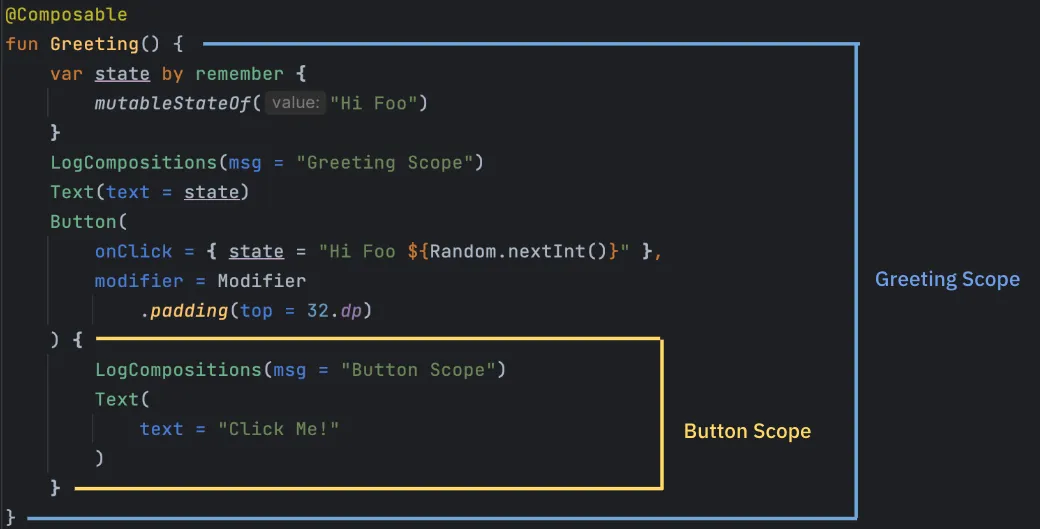 @Composable
fun Greeting() {
    var state by remember {
        mutableStateOf( value: "Hi Foo")
    }
    LogCompositions(msg = "Greeting Scope")
    Text(text = state)
    Button(
        onClick = { state = "Hi Foo ${Random.nextInt()}" },
        modifier = Modifier
            .padding(top = 32.dp)
    ) {
        LogCompositions(msg = "Button Scope")
        Text(
            text = "Click Me!"
        )
    }
}
Greeting Scope
Button Scope